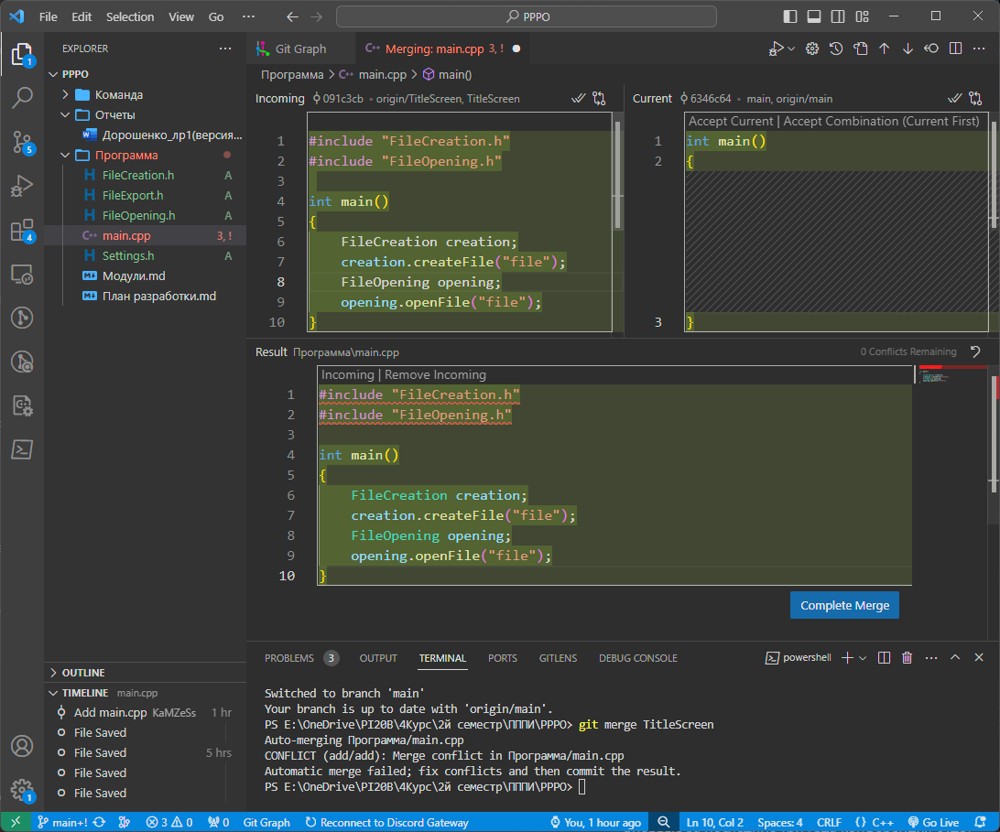 File Edit Selection View Go ··· PPPO
EXPLORER ···
PPPO
Команда
Отчеты
Дорошенко_лр1(версия...
Программа
FileCreation.h A
FileExport.h A
FileOpening.h A
main.cpp 3, !
Settings.h A
Модули.md
План разработки.md
OUTLINE
TIMELINE main.cpp
Add main.cpp KaMZeSs 1 hr
File Saved
File Saved 5 hrs
File Saved
File Saved
1
5
4
1
Git Graph Merging: main.cpp 3, !
Программа > main.cpp > main()
Incoming 091c3cb • origin/TitleScreen, TitleScreen
1 #include "FileCreation.h"
2 #include "FileOpening.h"
3
4 int main()
5 {
6 FileCreation creation;
7 creation.createFile("file");
8 FileOpening opening;
9 opening.openFile("file");
10 }
Current 6346c64 • main, origin/main
Accept Current | Accept Combination (Current First)
1 int main()
2 {
3 }
Result Программа\main.cpp 0 Conflicts Remaining
Incoming | Remove Incoming
1 #include "FileCreation.h"
2 #include "FileOpening.h"
3
4 int main()
5 {
6 FileCreation creation;
7 creation.createFile("file");
8 FileOpening opening;
9 opening.openFile("file");
10 }
Complete Merge
PROBLEMS 3 OUTPUT TERMINAL PORTS GITLENS DEBUG CONSOLE powershell
Switched to branch 'main'
Your branch is up to date with 'origin/main'.
PS E:\OneDrive\PI20B\4Курс\2й семестр\ПППИ\PPPO> git merge TitleScreen
Auto-merging Программа/main.cpp
CONFLICT (add/add): Merge conflict in Программа/main.cpp
Automatic merge failed; fix conflicts and then commit the result.
PS E:\OneDrive\PI20B\4Курс\2й семестр\ПППИ\PPPO>
main+! 3 0 0 Git Graph Reconnect to Discord Gateway You, 1 hour ago Ln 10, Col 2 Spaces: 4 CRLF {} C++ Go Live